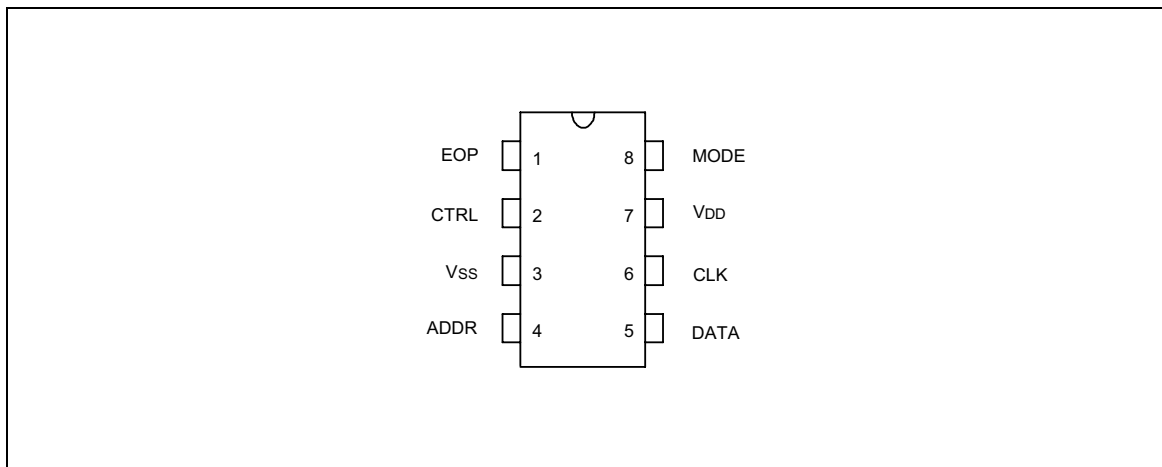 EOP 1 8 MODE
CTRL 2 7 VDD
VSS 3 6 CLK
ADDR 4 5 DATA